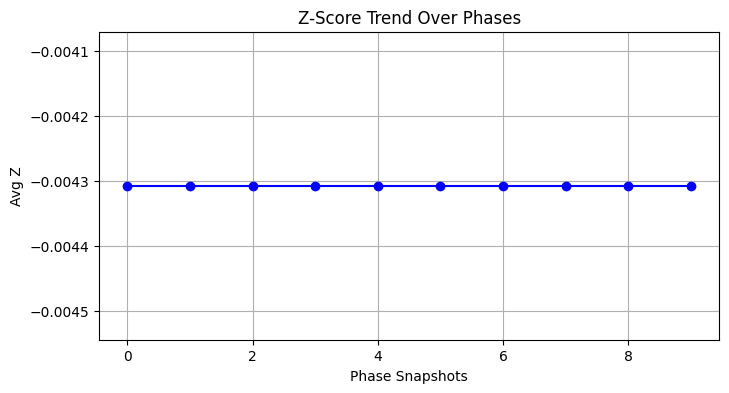 Z-Score Trend Over Phases
−0.0041
−0.0042
−0.0043
−0.0044
−0.0045
Avg Z
0 2 4 6 8
Phase Snapshots